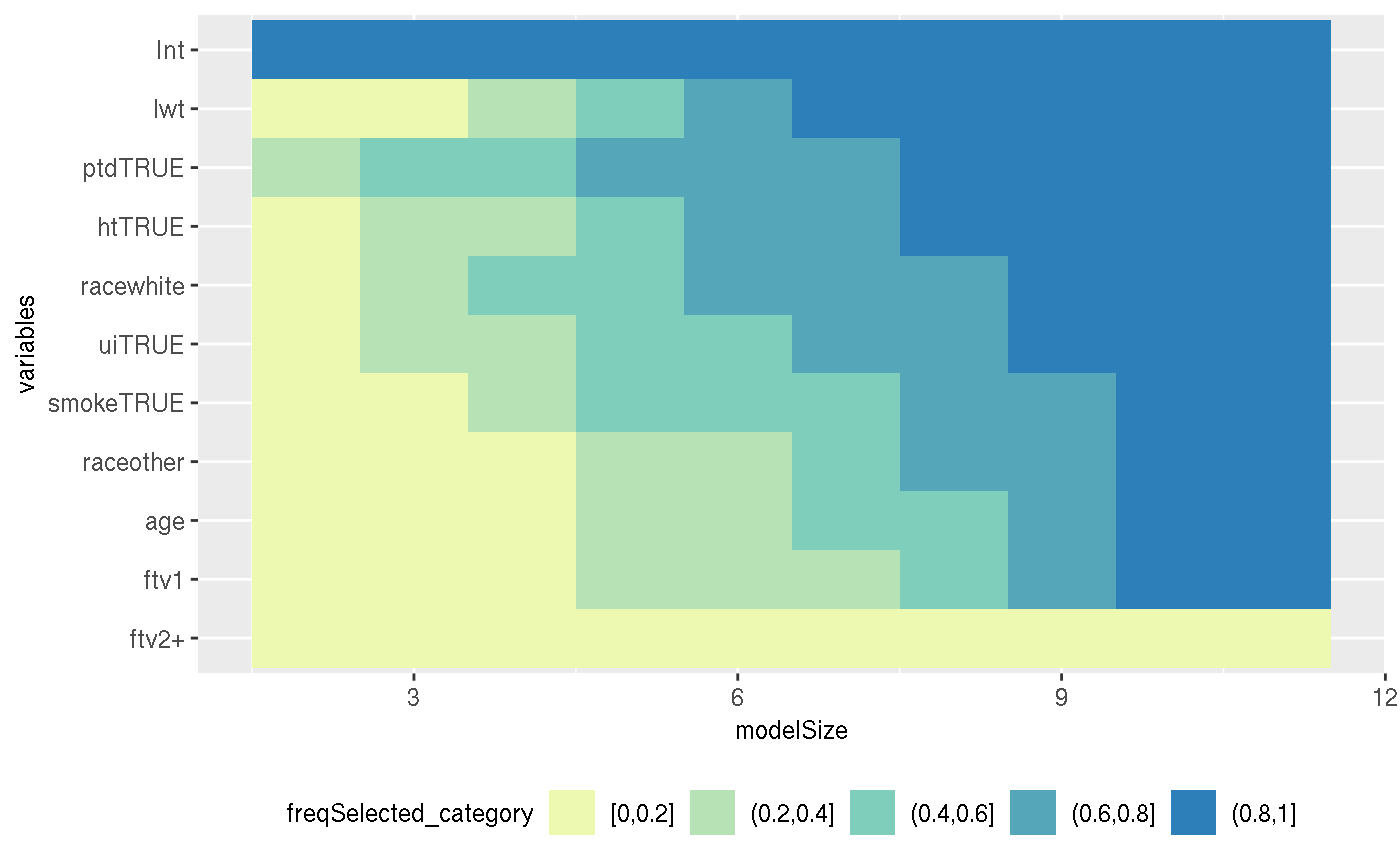 Int
lwt
ptdTRUE
htTRUE
racewhite
uiTRUE
smokeTRUE
raceother
age
ftv1
ftv2+
variables
3 6 9 12
modelSize
freqSelected_category [0,0.2] (0.2,0.4] (0.4,0.6] (0.6,0.8] (0.8,1]